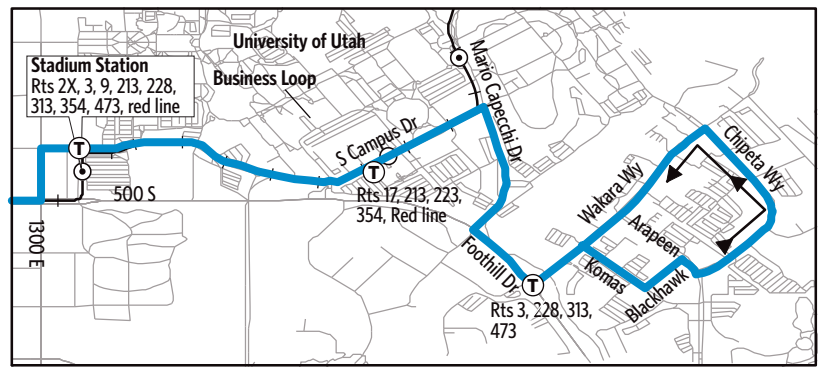 University of Utah
Business Loop
Stadium Station
Rts 2X, 3, 9, 213, 228,
313, 354, 473, red line
T
Mario Capecchi Dr
S Campus Dr
T
Rts 17, 213, 223,
354, Red line
500 S
1300 E
Foothill Dr
T
Rts 3, 228, 313,
473
Wakara Wy
Chipeta Wy
Arapeen
Komas
Blackhawk